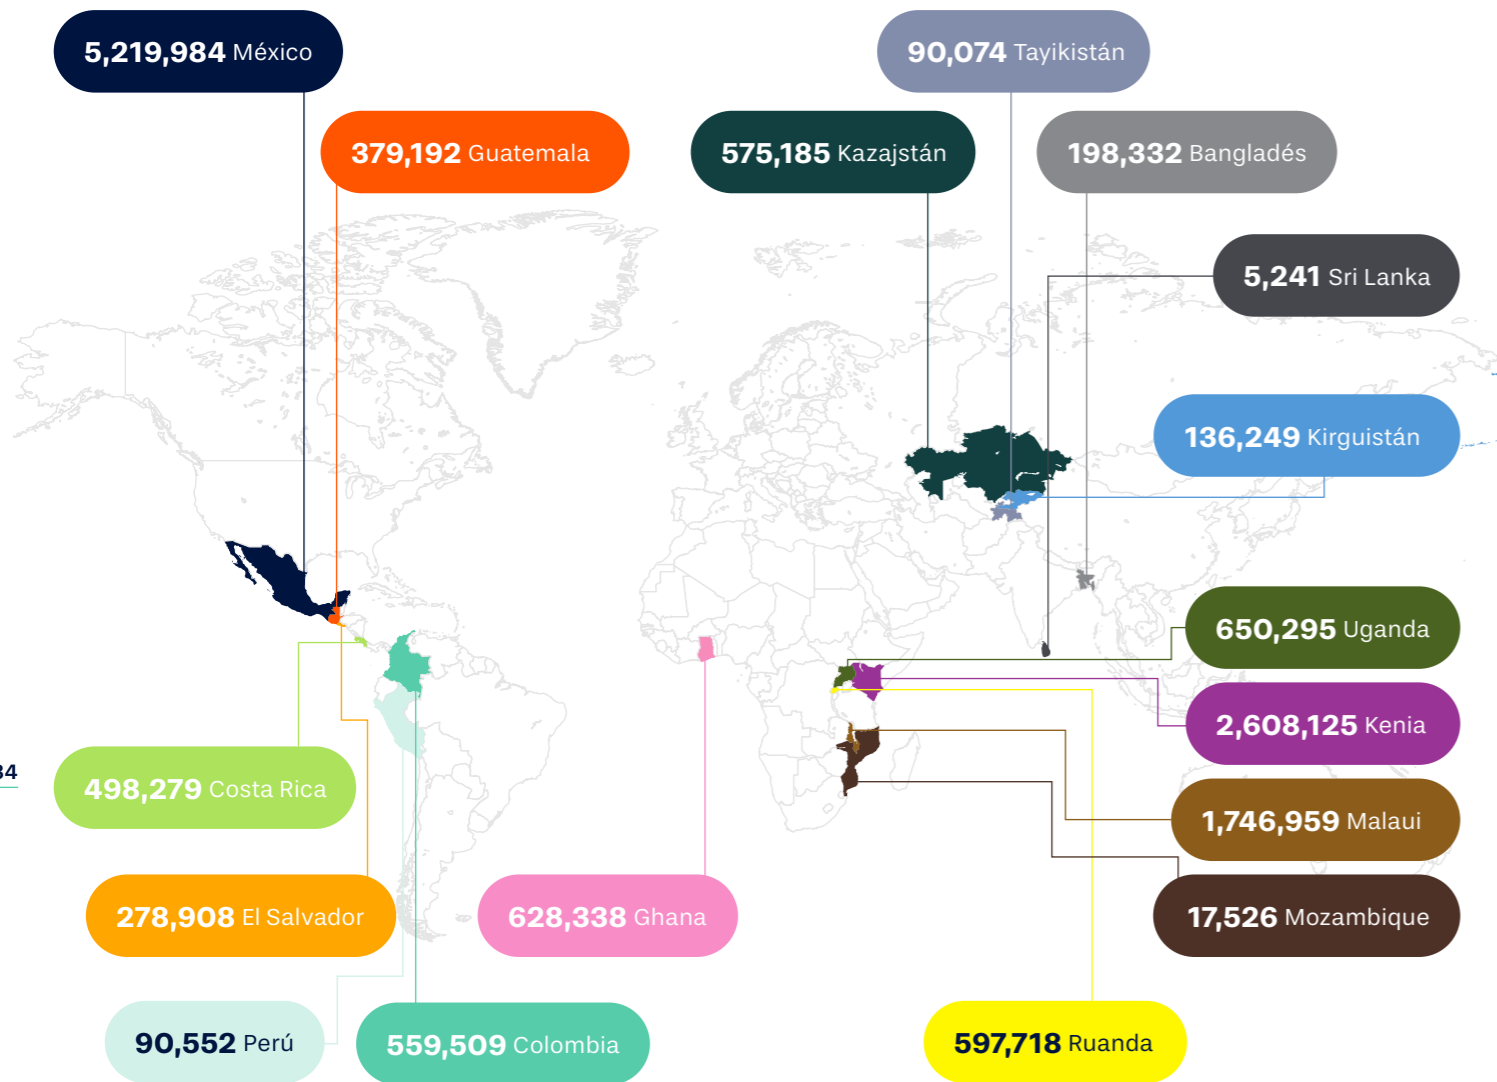 5,219,984 México
90,074 Tayikistán
379,192 Guatemala
575,185 Kazajstán
198,332 Bangladés
5,241 Sri Lanka
136,249 Kirguistán
650,295 Uganda
2,608,125 Kenia
34
498,279 Costa Rica
1,746,959 Malaui
278,908 El Salvador
628,338 Ghana
17,526 Mozambique
90,552 Perú
559,509 Colombia
597,718 Ruanda